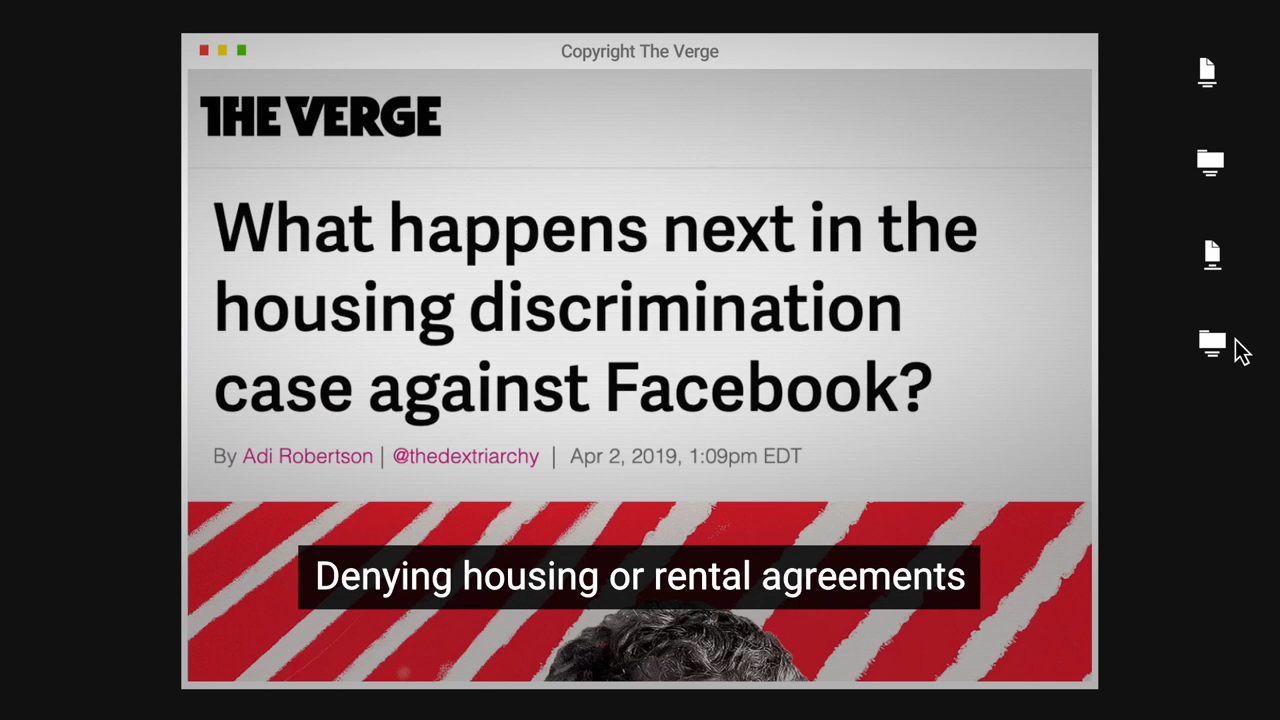 Copyright The Verge
THE VERGE
What happens next in the
housing discrimination
case against Facebook?
By Adi Robertson | @thedextriarchy | Apr 2, 2019, 1:09pm EDT
Denying housing or rental agreements